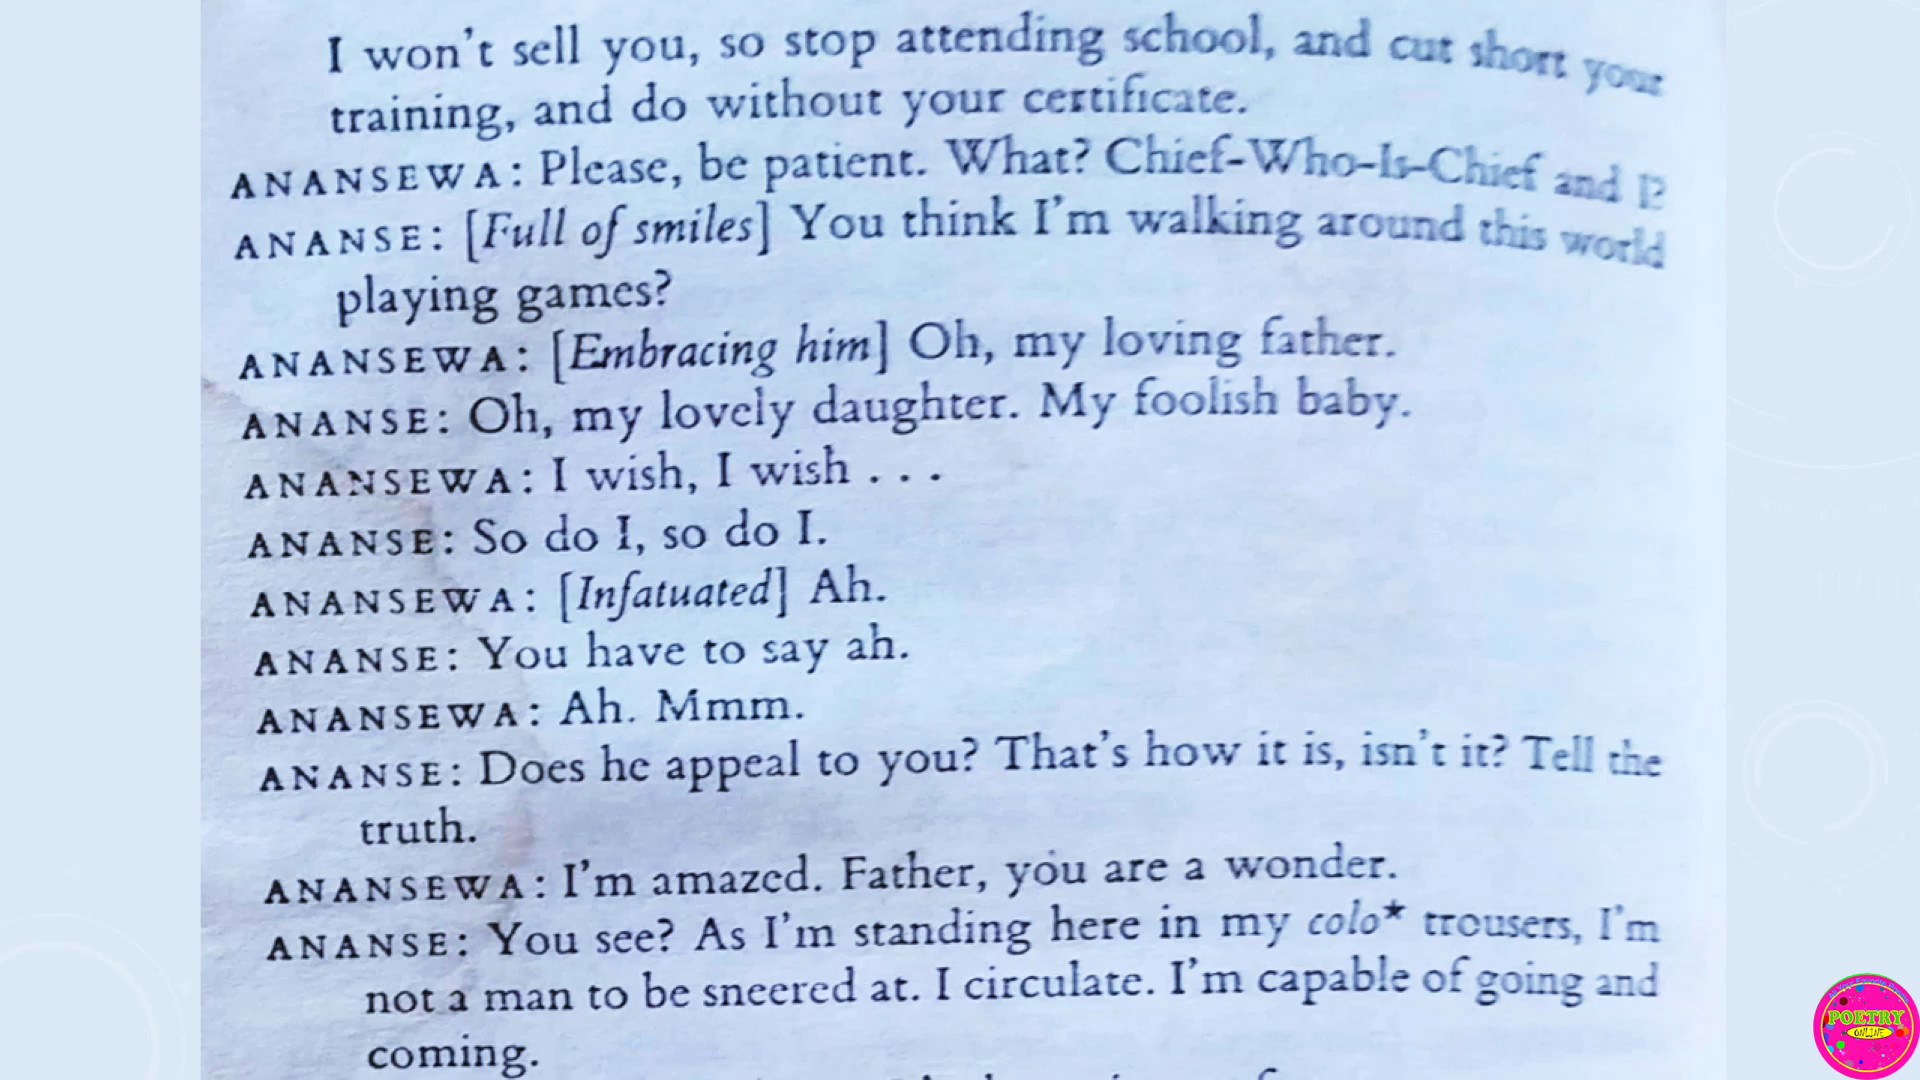 I won't sell you, so stop attending school, and cut short your
training, and do without your certificate.
ANANSEWA: Please, be patient. What? Chief-Who-Is-Chief and I?
ANANSE: [Full of smiles] You think I'm walking around this world
playing games?
ANANSEWA: [Embracing him] Oh, my loving father.
ANANSE: Oh, my lovely daughter. My foolish baby.
ANANSEWA: I wish, I wish . . .
ANANSE: So do I, so do I.
ANANSEWA: [Infatuated] Ah.
ANANSE: You have to say ah.
ANANSEWA: Ah. Mmm.
ANANSE: Does he appeal to you? That's how it is, isn't it? Tell the
truth.
ANANSEWA: I'm amazed. Father, you are a wonder.
ANANSE: You see? As I'm standing here in my colo* trousers, I'm
not a man to be sneered at. I circulate. I'm capable of going and
coming.
POETRY
ONLINE